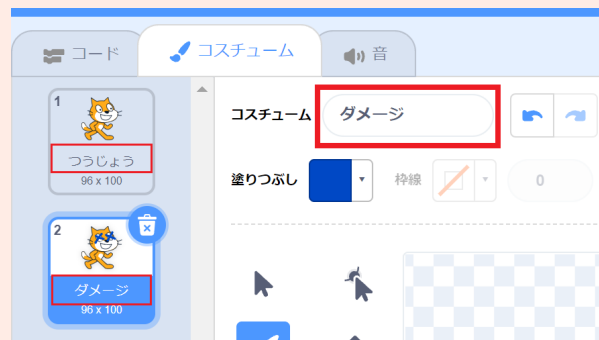 コード
コスチューム
音
1
つうじょう
96 x 100
2
ダメージ
96 x 100
コスチューム
ダメージ
塗りつぶし
枠線
0